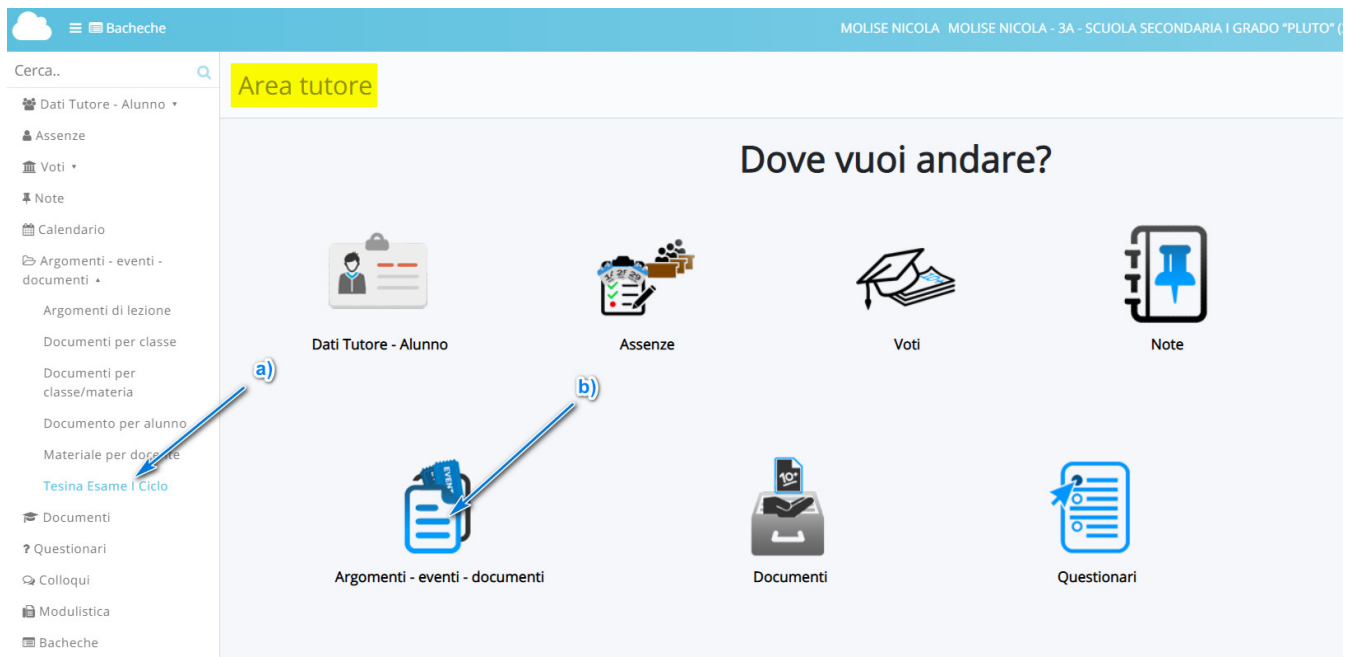 Bacheche
MOLISE NICOLA MOLISE NICOLA - 3A - SCUOLA SECONDARIA I GRADO "PLUTO" (
Cerca..
Dati Tutore - Alunno
Assenze
Voti
Note
Calendario
Argomenti - eventi -
documenti
Argomenti di lezione
Documenti per classe
Documenti per
classe/materia
Documento per alunno
Materiale per docente
Tesina Esame I Ciclo
Documenti
? Questionari
Colloqui
Modulistica
Bacheche
Area tutore
Dove vuoi andare?
Dati Tutore - Alunno
Assenze
Voti
Note
a)
b)
EVENT
10+
Argomenti - eventi - documenti
Documenti
Questionari